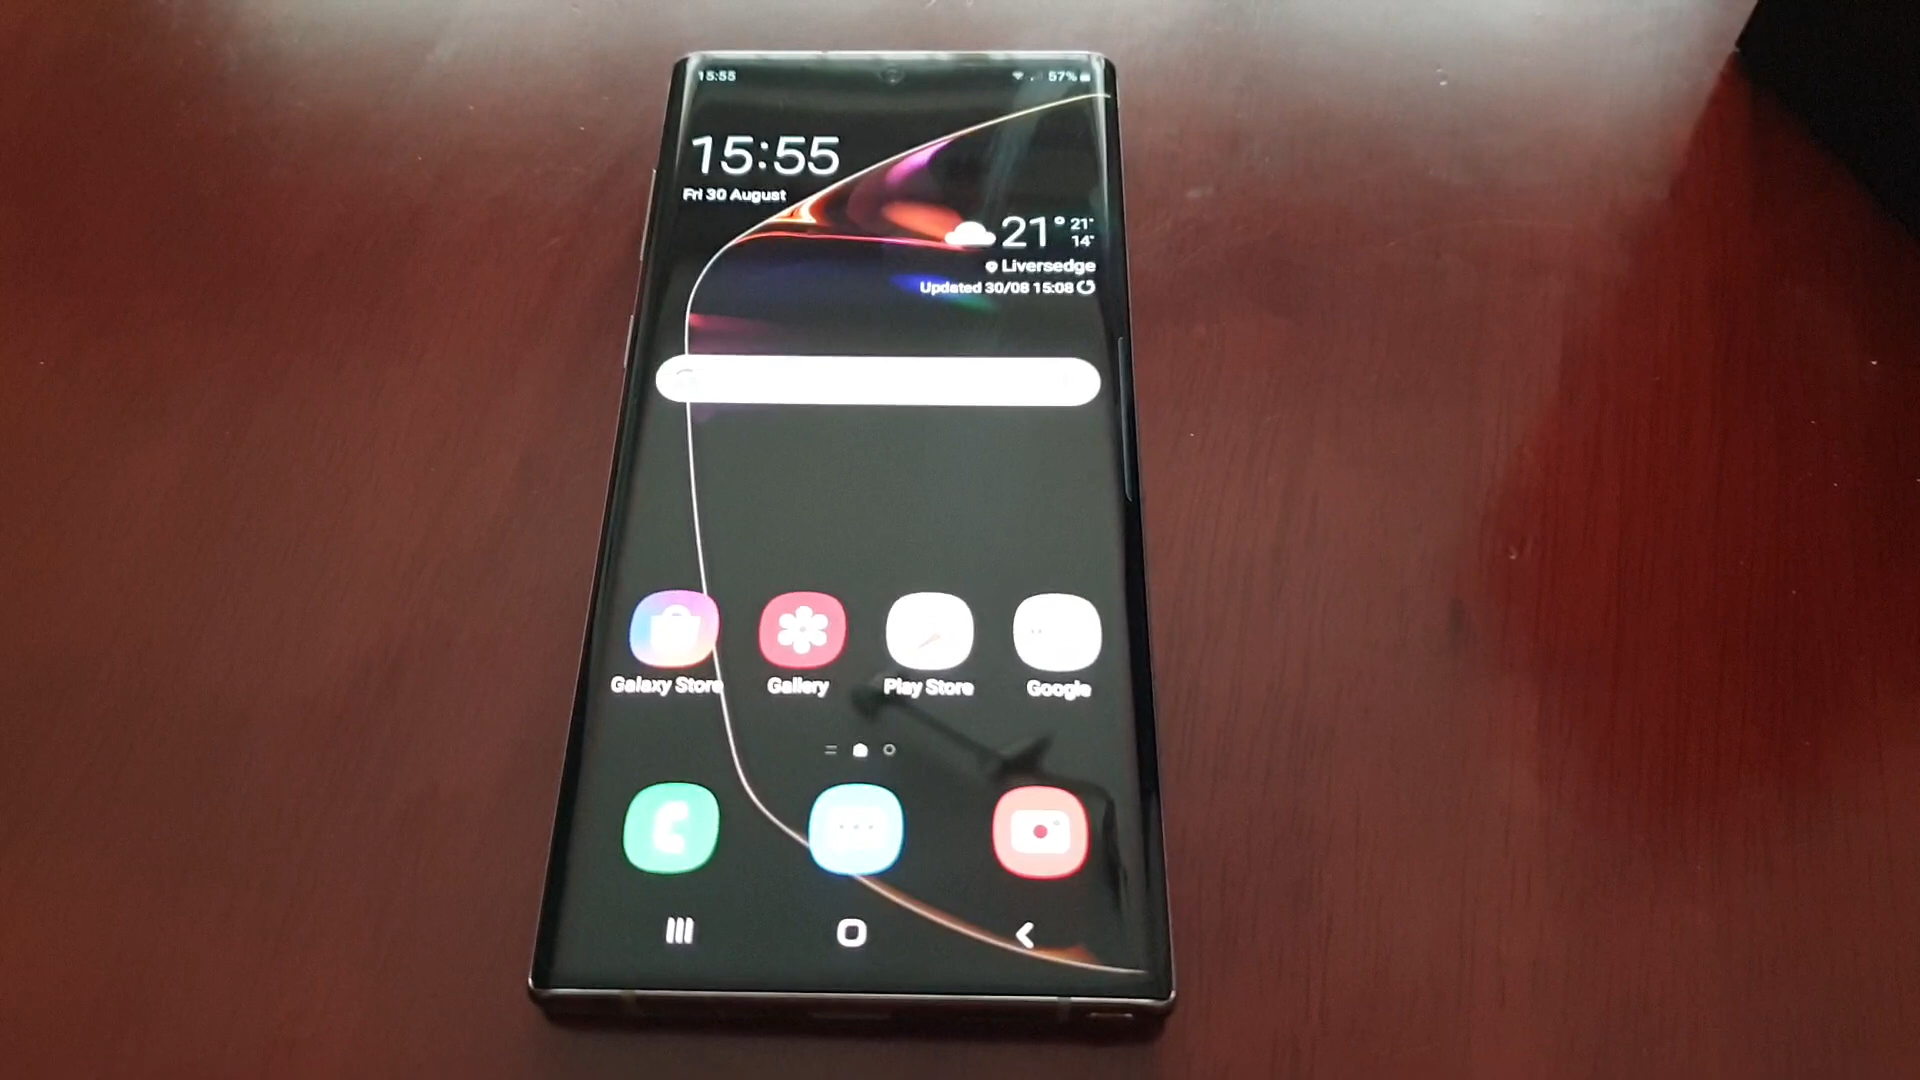 15:55
57%
15:55
Fri 30 August
21° 21°
14°
Liversedge
Updated 30/08 15:08
Galaxy Store
Gallery
Play Store
Google